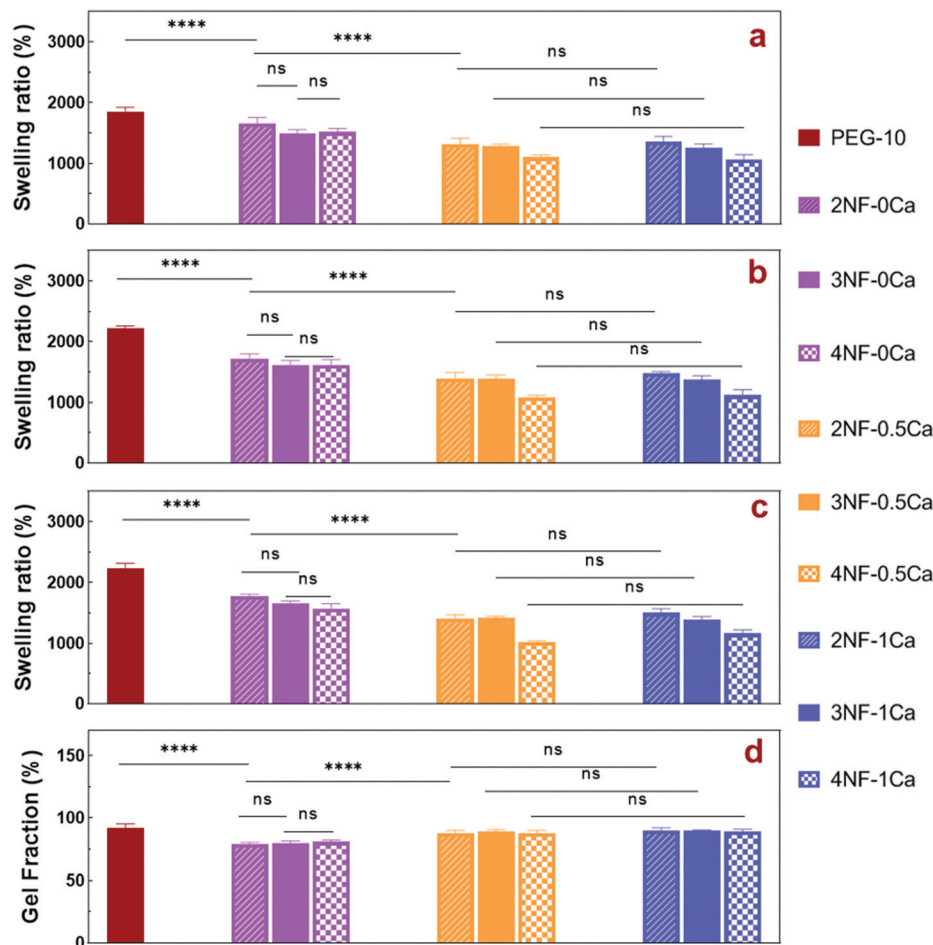 Swelling ratio (%)
3000
2000
1000
0
a
****
****
ns
ns
ns
ns
ns
Swelling ratio (%)
3000
2000
1000
0
b
****
****
ns
ns
ns
ns
ns
Swelling ratio (%)
3000
2000
1000
0
c
****
****
ns
ns
ns
ns
ns
Gel Fraction (%)
150
100
50
0
d
****
****
ns
ns
ns
ns
ns
PEG-10
2NF-0Ca
3NF-0Ca
4NF-0Ca
2NF-0.5Ca
3NF-0.5Ca
4NF-0.5Ca
2NF-1Ca
3NF-1Ca
4NF-1Ca